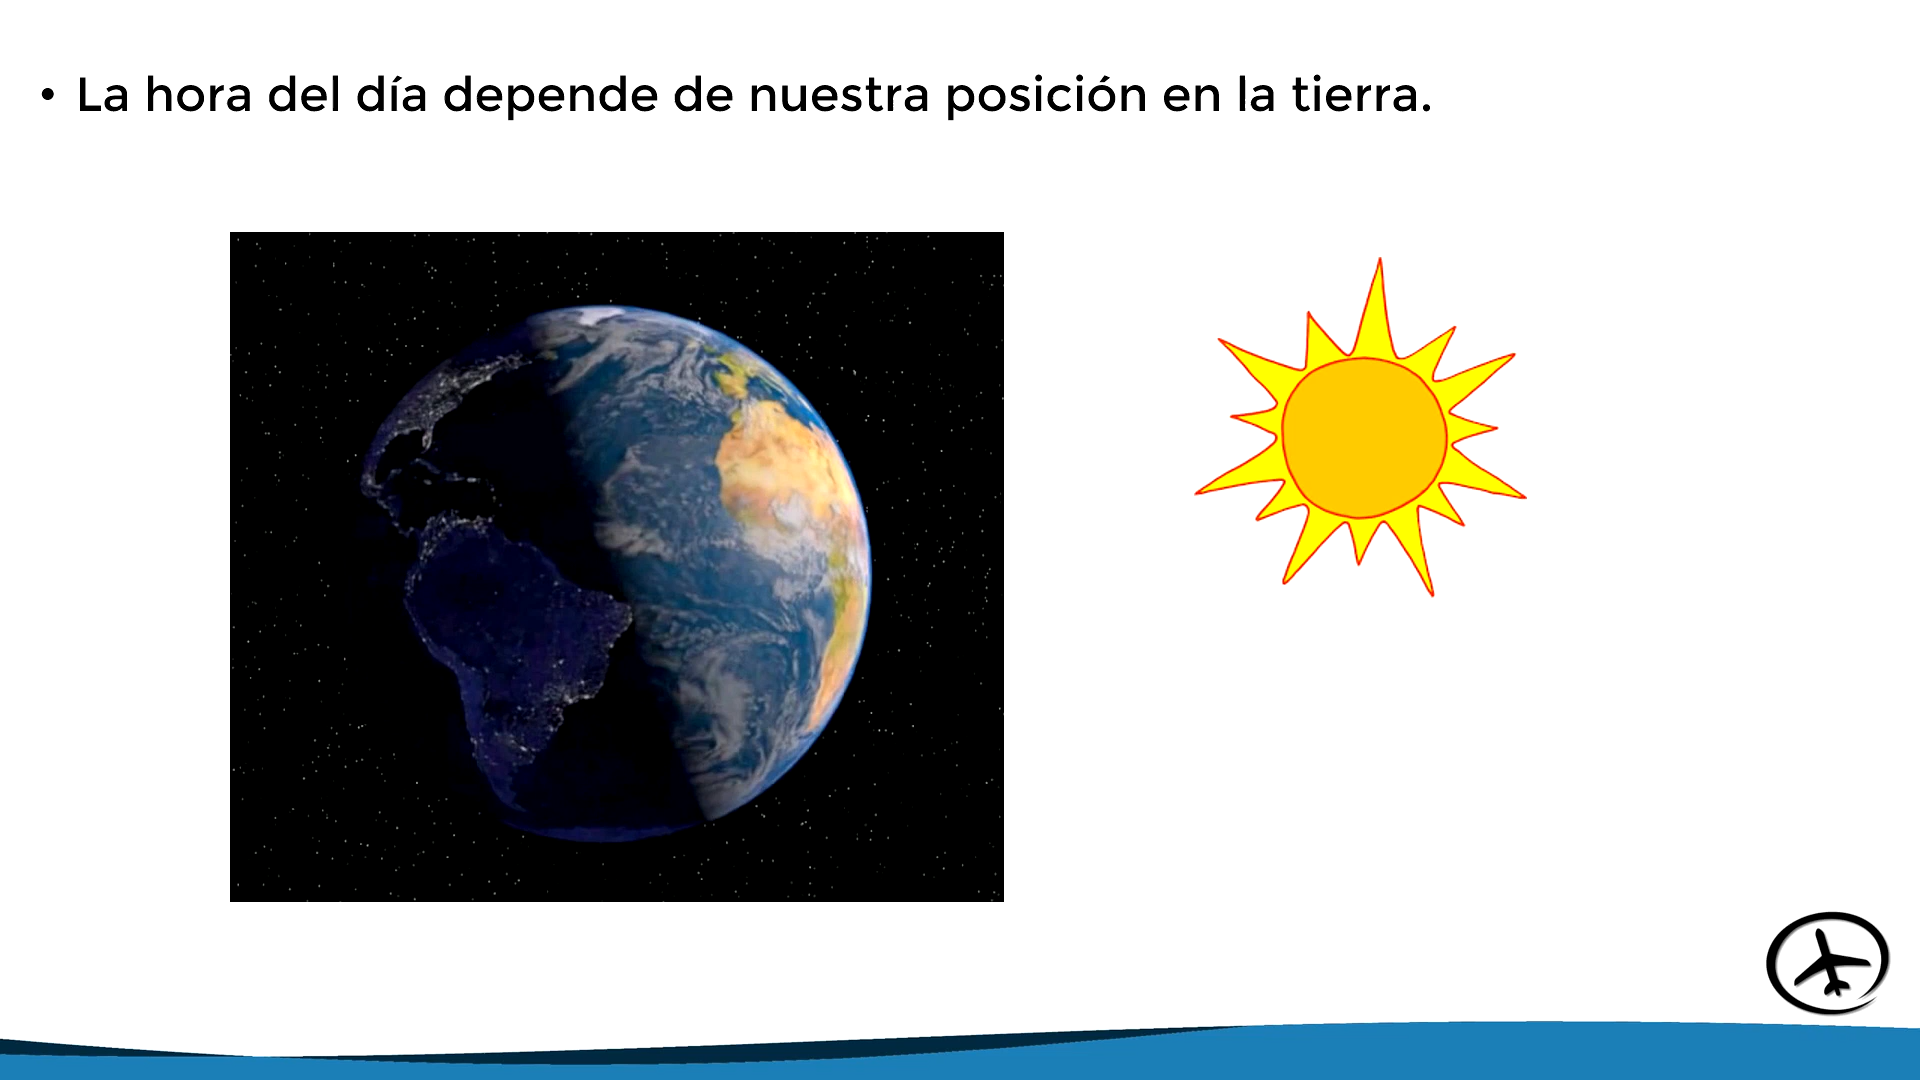 • La hora del día depende de nuestra posición en la tierra.